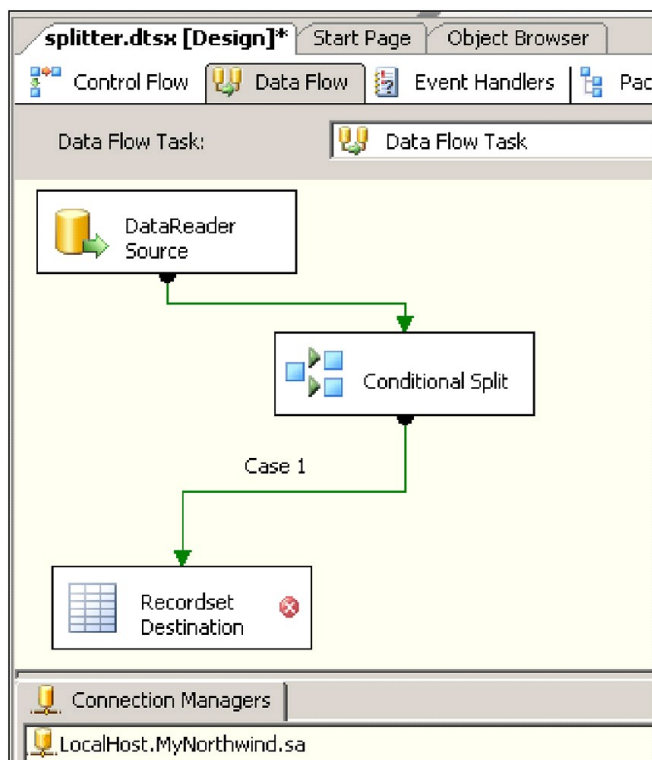 splitter.dtsx [Design]* Start Page Object Browser
Control Flow Data Flow Event Handlers Pac
Data Flow Task: Data Flow Task
DataReader
Source
Conditional Split
Case 1
Recordset
Destination
Connection Managers
LocalHost.MyNorthwind.sa